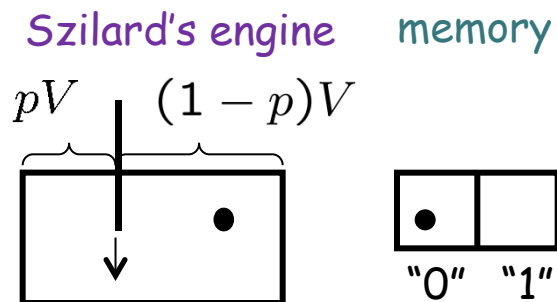 Szilard's engine
memory
pV
(1 − p)V
"0"
"1"